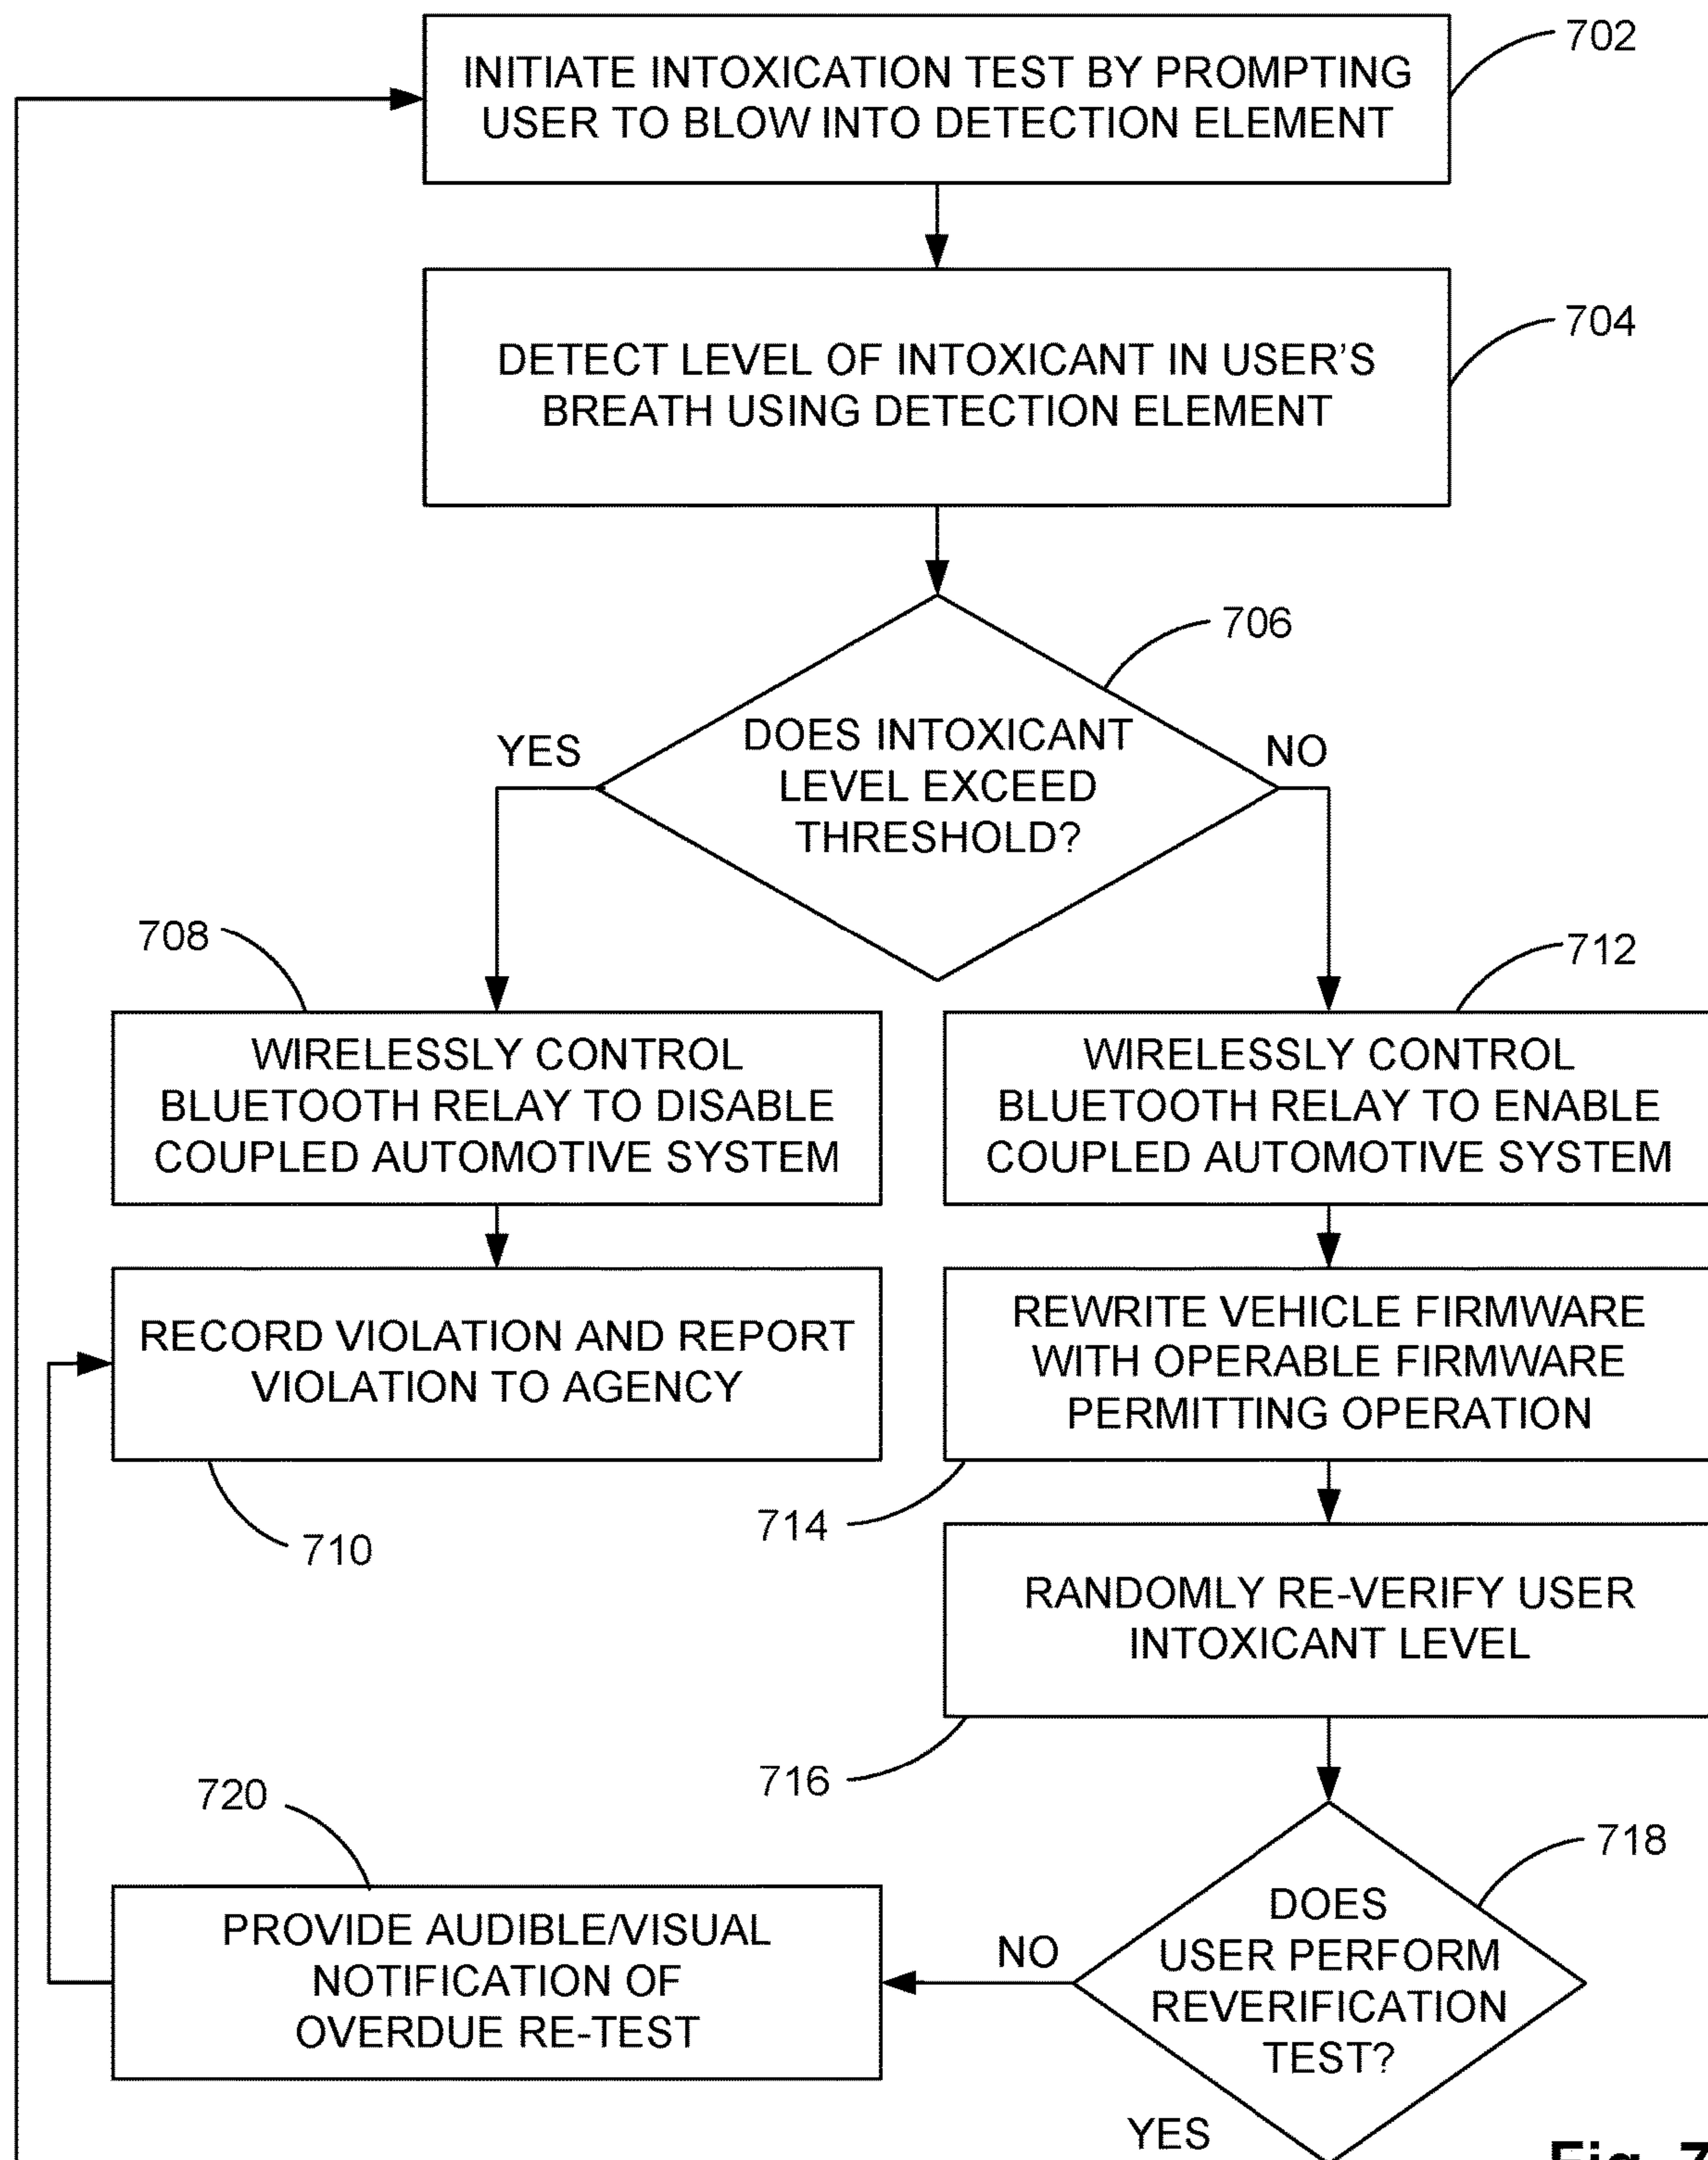 702
INITIATE INTOXICATION TEST BY PROMPTING
USER TO BLOW INTO DETECTION ELEMENT
704
DETECT LEVEL OF INTOXICANT IN USER'S
BREATH USING DETECTION ELEMENT
706
DOES INTOXICANT
LEVEL EXCEED
THRESHOLD?
YES
NO
708
WIRELESSLY CONTROL
BLUETOOTH RELAY TO DISABLE
COUPLED AUTOMOTIVE SYSTEM
712
WIRELESSLY CONTROL
BLUETOOTH RELAY TO ENABLE
COUPLED AUTOMOTIVE SYSTEM
RECORD VIOLATION AND REPORT
VIOLATION TO AGENCY
710
REWRITE VEHICLE FIRMWARE
WITH OPERABLE FIRMWARE
PERMITTING OPERATION
714
RANDOMLY RE-VERIFY USER
INTOXICANT LEVEL
716
718
DOES
USER PERFORM
REVERIFICATION
TEST?
NO
720
PROVIDE AUDIBLE/VISUAL
NOTIFICATION OF
OVERDUE RE-TEST
YES
Fig. 7